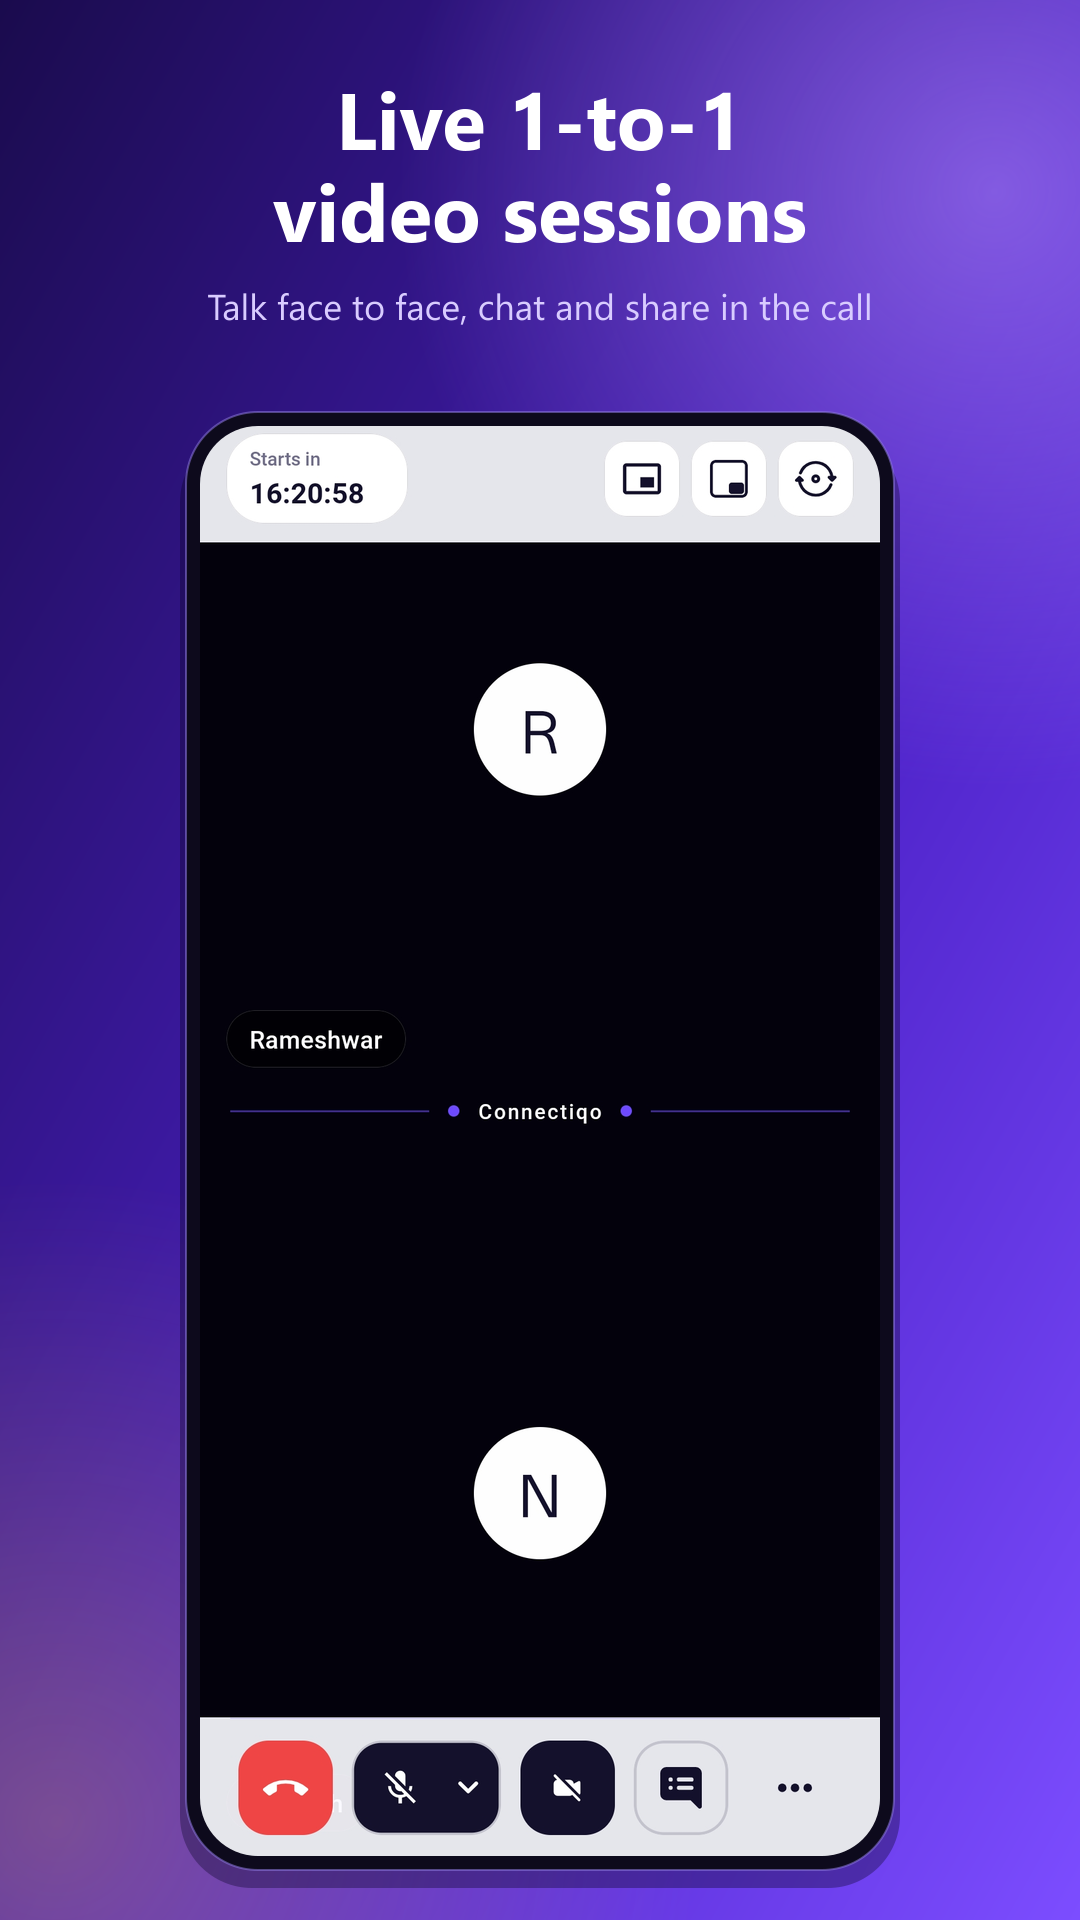 Live 1-to-1
video sessions
Talk face to face, chat and share in the call
Starts in
16:20:58
R
Rameshwar
Connectiqo
N